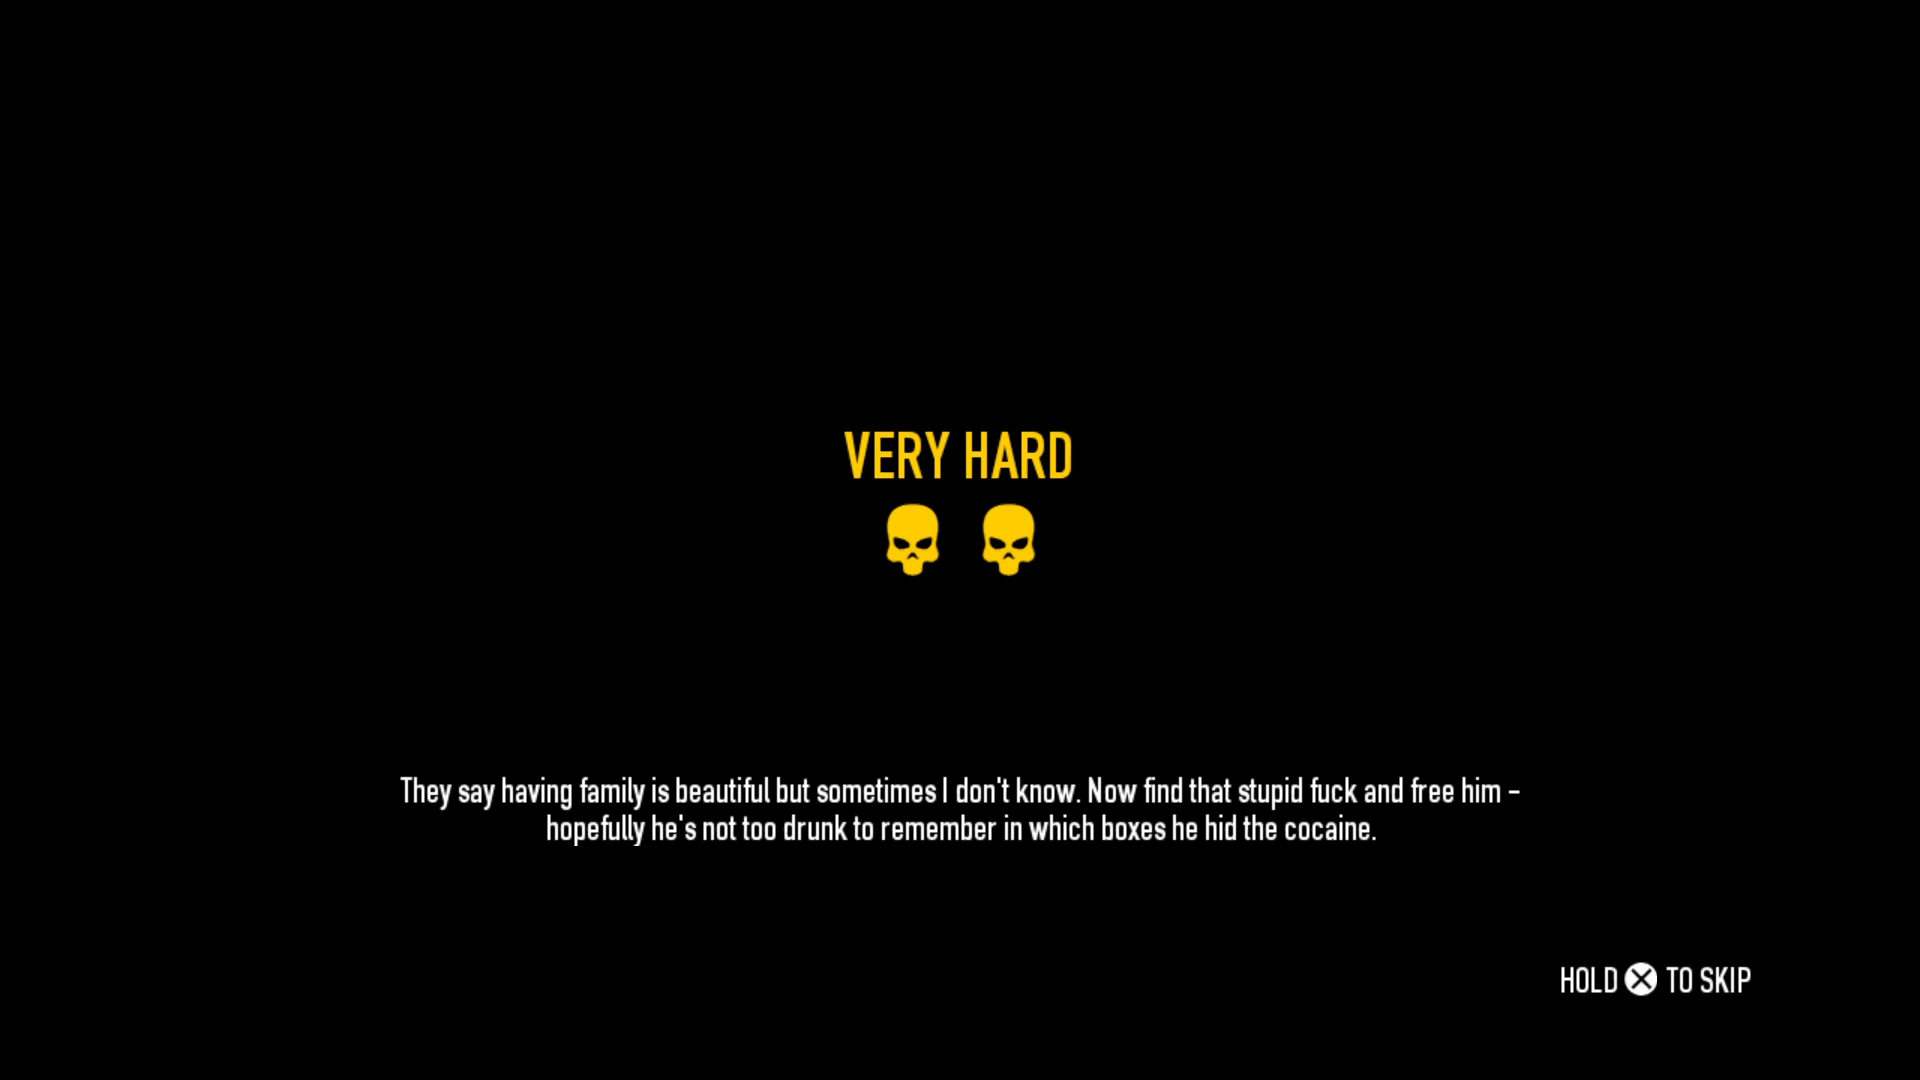 VERY HARD
They say having family is beautiful but sometimes I don't know. Now find that stupid fuck and free him -
hopefully he's not too drunk to remember in which boxes he hid the cocaine.
HOLD ⊗ TO SKIP